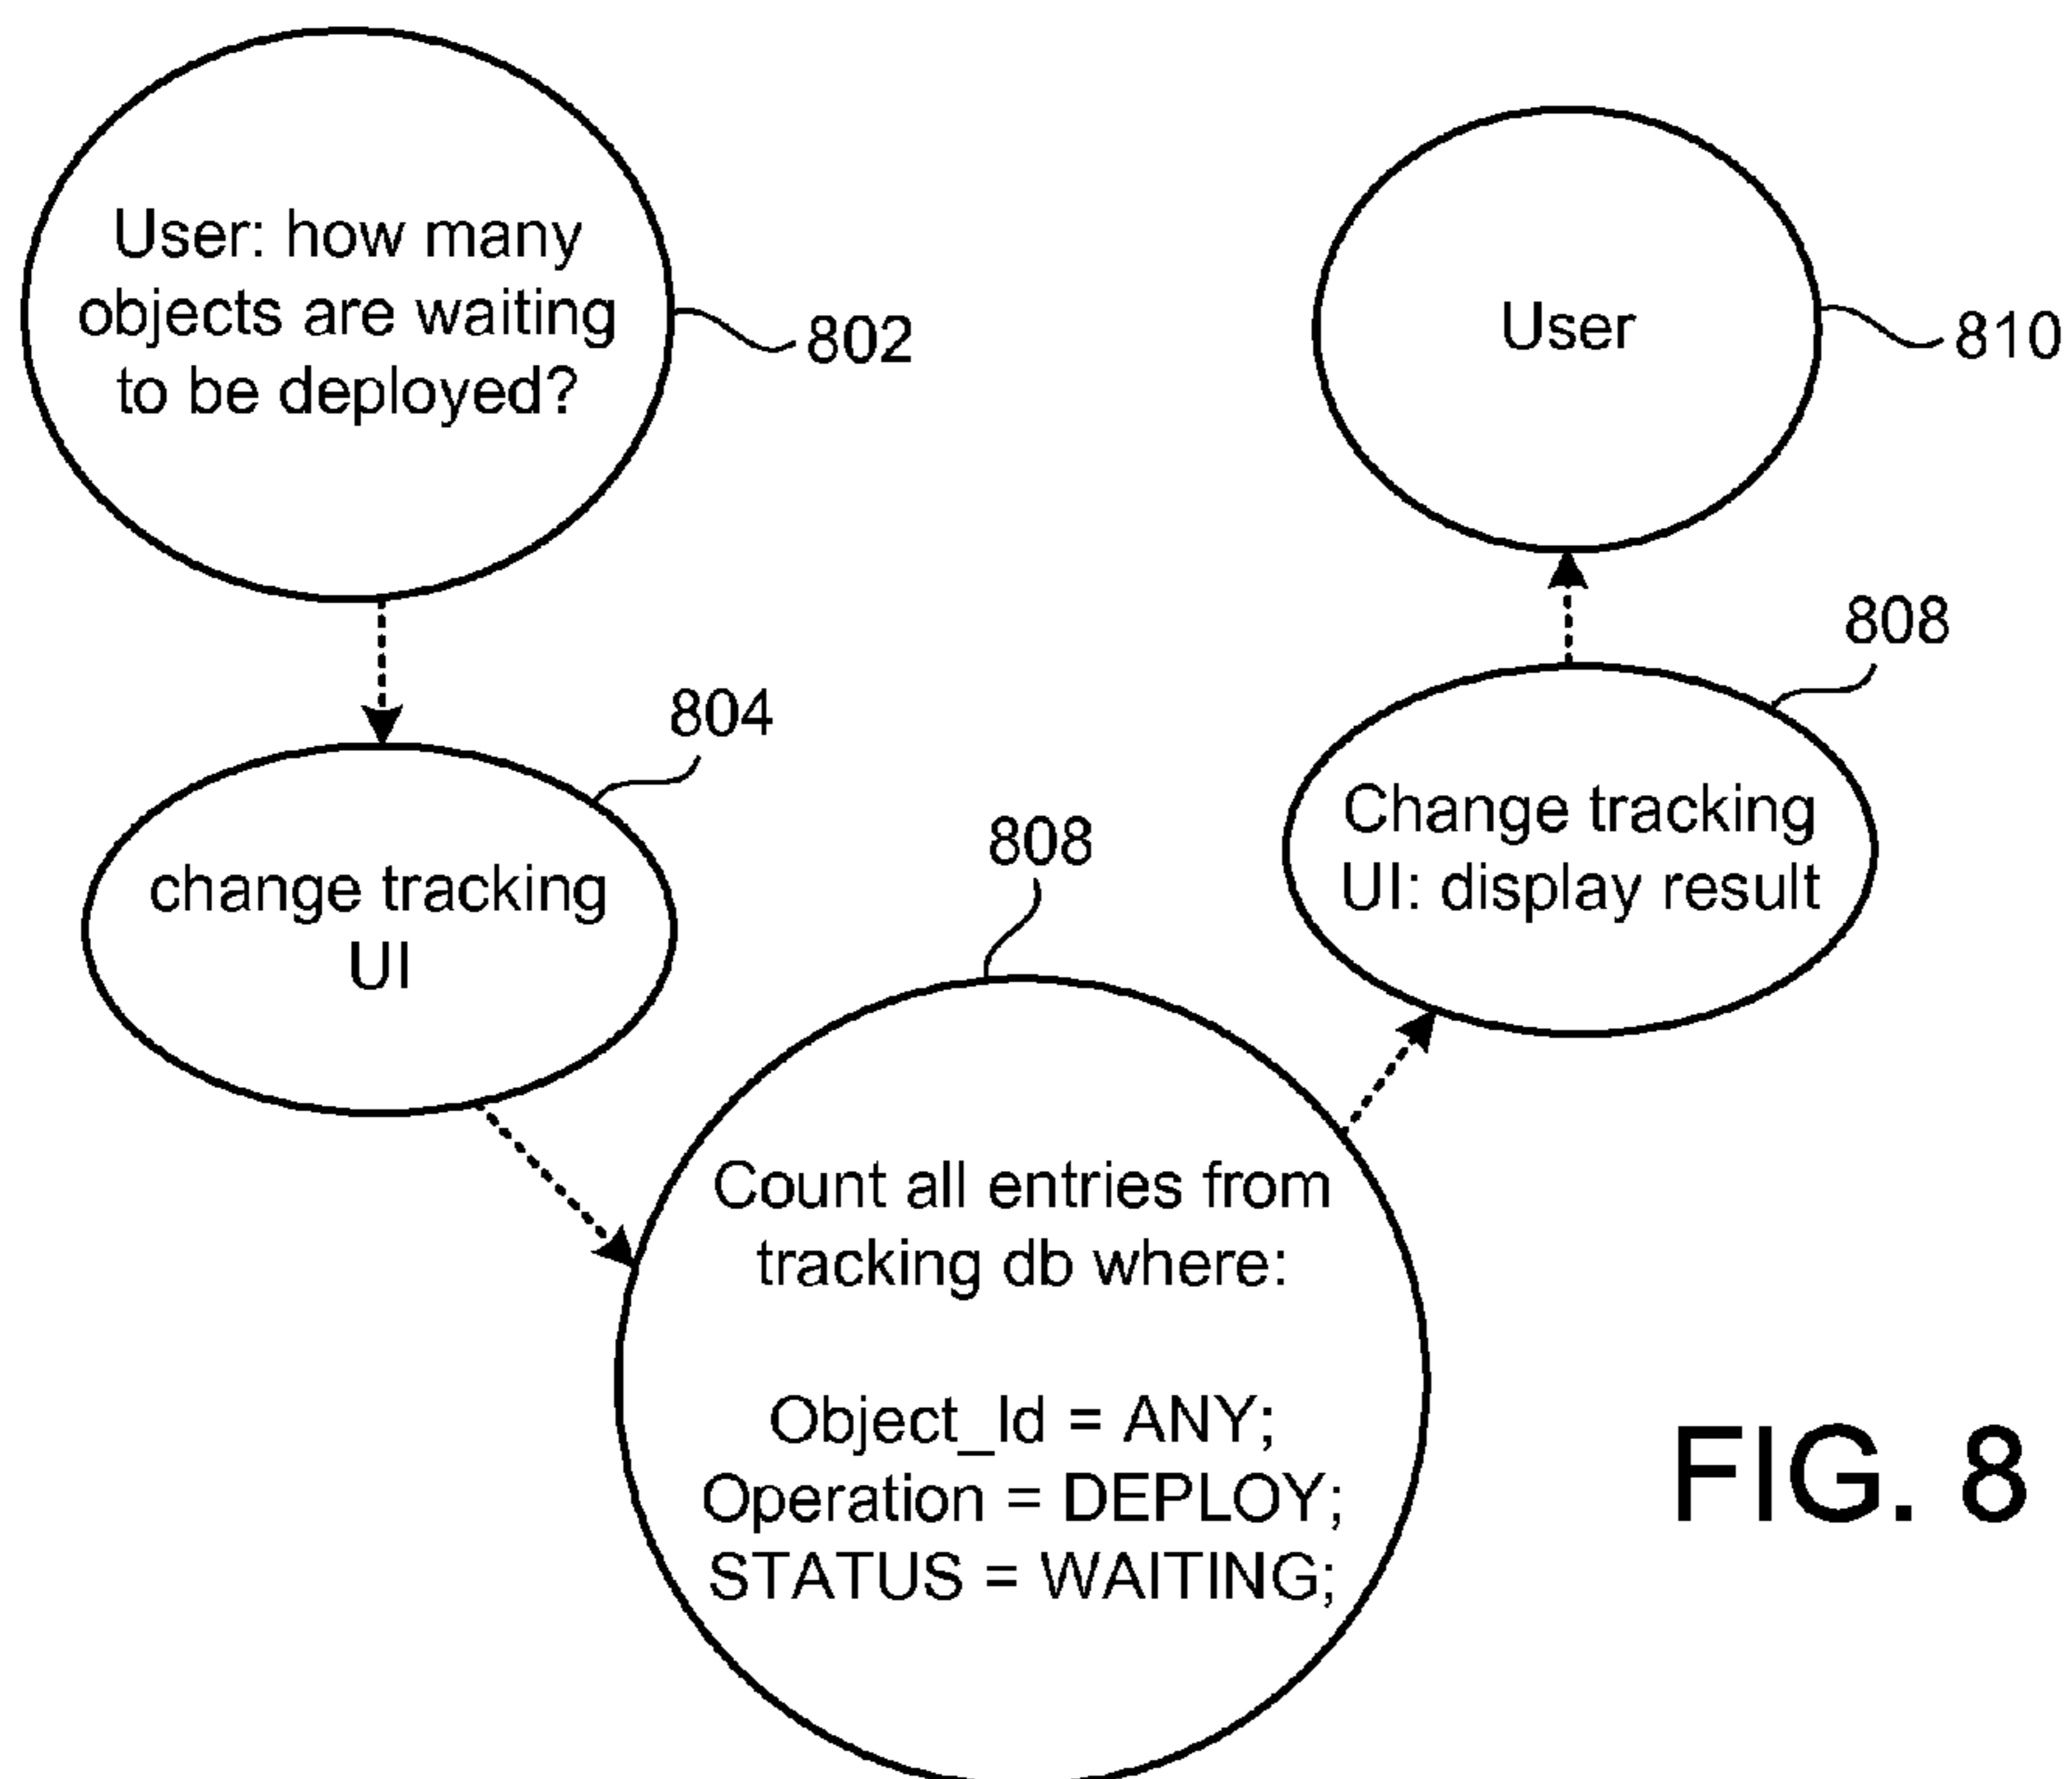 User: how many
objects are waiting
to be deployed?
802
change tracking
UI
804
Count all entries from
tracking db where:
Object_Id = ANY;
Operation = DEPLOY;
STATUS = WAITING;
808
Change tracking
UI: display result
808
User
810
FIG. 8